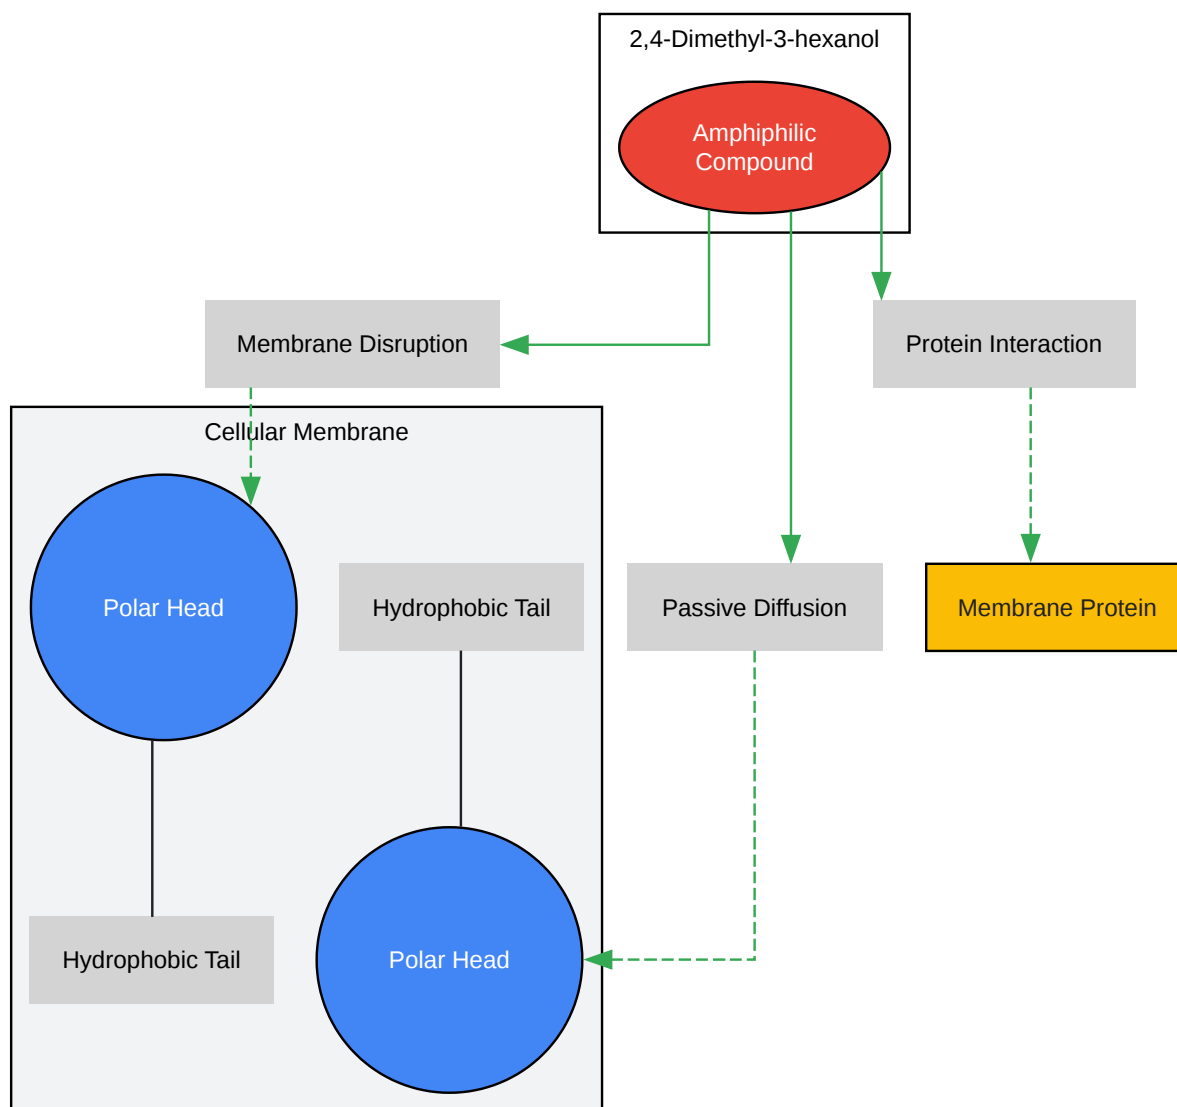 2,4-Dimethyl-3-hexanol
Amphiphilic
Compound
Membrane Disruption
Protein Interaction
Cellular Membrane
Polar Head
Hydrophobic Tail
Passive Diffusion
Membrane Protein
Hydrophobic Tail
Polar Head